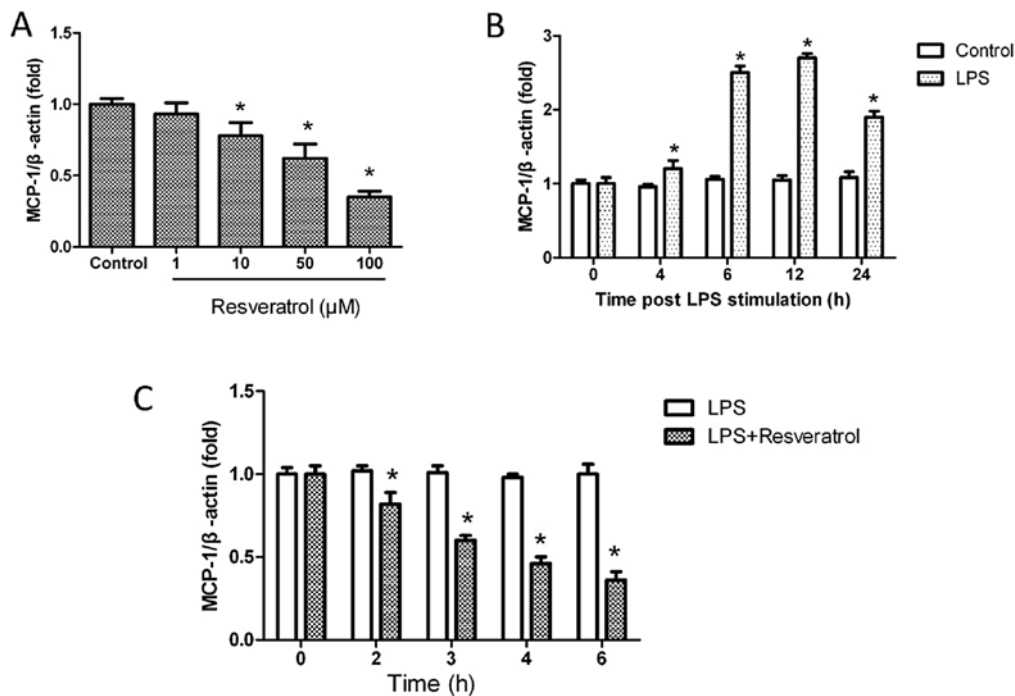 A
MCP-1/β -actin (fold)
1.5
1.0
0.5
0.0
Control 1 10 50 100
Resveratrol (µM)
* * *
B
MCP-1/β -actin (fold)
3
2
1
0
* * * *
0 4 6 12 24
Time post LPS stimulation (h)
Control
LPS
C
MCP-1/β -actin (fold)
1.5
1.0
0.5
0.0
* * * *
0 2 3 4 6
Time (h)
LPS
LPS+Resveratrol